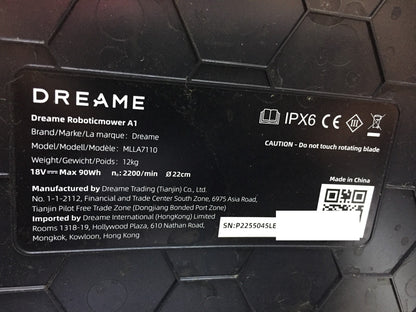 DREAME
Dreame Roboticmower A1
Brand/Marke/La marque: Dreame
Model/Modell/Modèle: MLLA7110
Weight/Gewicht/Poids: 12kg
18V⎓ Max 90Wh n₀: 2200/min Ø22cm
Manufactured by Dreame Trading (Tianjin) Co., Ltd.
No. 1-1-2112, Financial and Trade Center South Zone, 6975 Asia Road,
Tianjin Pilot Free Trade Zone (Dongjiang Bonded Port Zone)
Imported by Dreame International (HongKong) Limited
Rooms 1318-19, Hollywood Plaza, 610 Nathan Road,
Mongkok, Kowloon, Hong Kong
IPX6 CE III
CAUTION - Do not touch rotating blade
Made in China
SN:P2255045LE